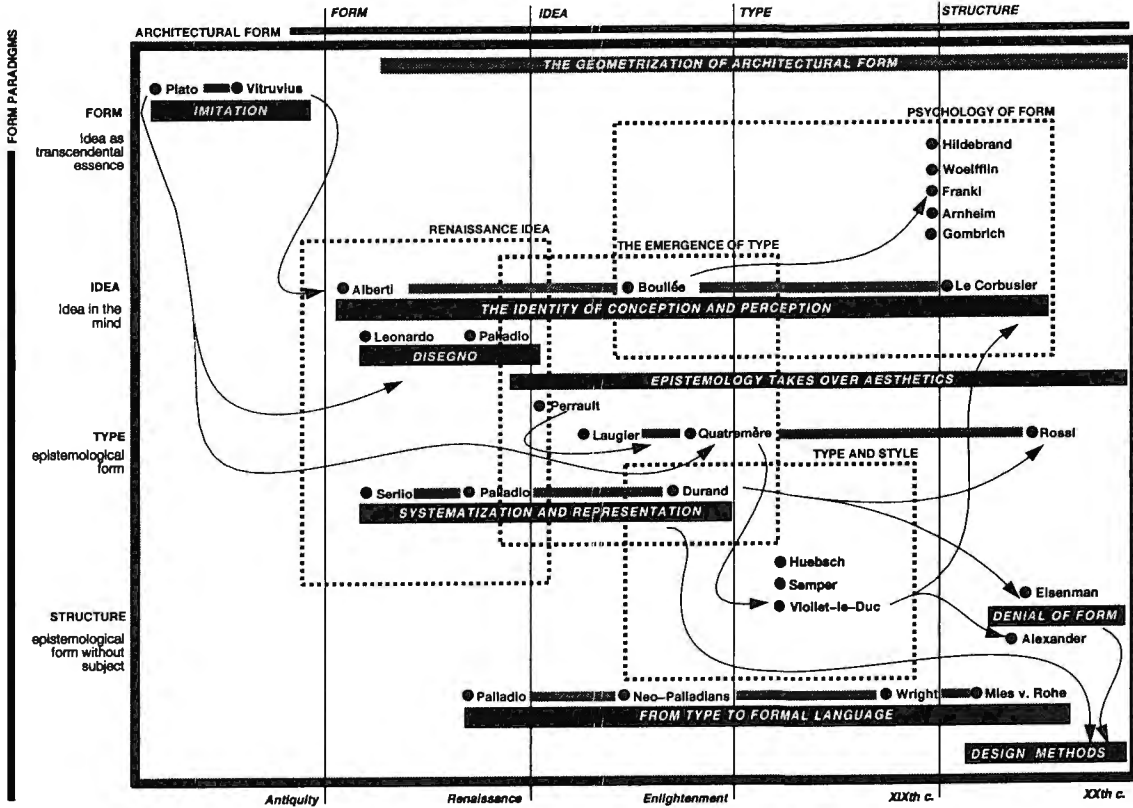 FORM
IDEA
TYPE
STRUCTURE
ARCHITECTURAL FORM
FORM PARADIGMS
THE GEOMETRIZATION OF ARCHITECTURAL FORM
Plato
Vitruvius
IMITATION
FORM
Idea as
transcendental
essence
PSYCHOLOGY OF FORM
Hildebrand
Woelfflin
Frankl
Arnheim
Gombrich
RENAISSANCE IDEA
THE EMERGENCE OF TYPE
IDEA
Idea in the
mind
Alberti
Boullée
Le Corbusier
THE IDENTITY OF CONCEPTION AND PERCEPTION
Leonardo
Palladio
DISEGNO
EPISTEMOLOGY TAKES OVER AESTHETICS
Perrault
TYPE
epistemological
form
Laugier
Quatremère
Rossi
TYPE AND STYLE
Serlio
Palladio
Durand
SYSTEMATIZATION AND REPRESENTATION
Huebsch
Semper
Viollet-le-Duc
Eisenman
DENIAL OF FORM
Alexander
STRUCTURE
epistemological
form without
subject
Palladio
Neo-Palladians
Wright
Mies v. Rohe
FROM TYPE TO FORMAL LANGUAGE
DESIGN METHODS
Antiquity
Renaissance
Enlightenment
XIXth c.
XXth c.